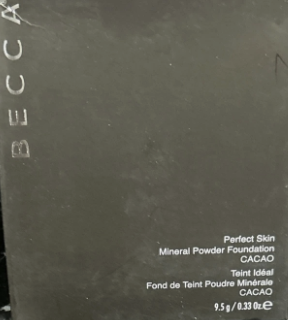 BECCA
Perfect Skin
Mineral Powder Foundation
CACAO
Teint Idéal
Fond de Teint Poudre Minérale
CACAO
9.5 g / 0.33 Oz.e